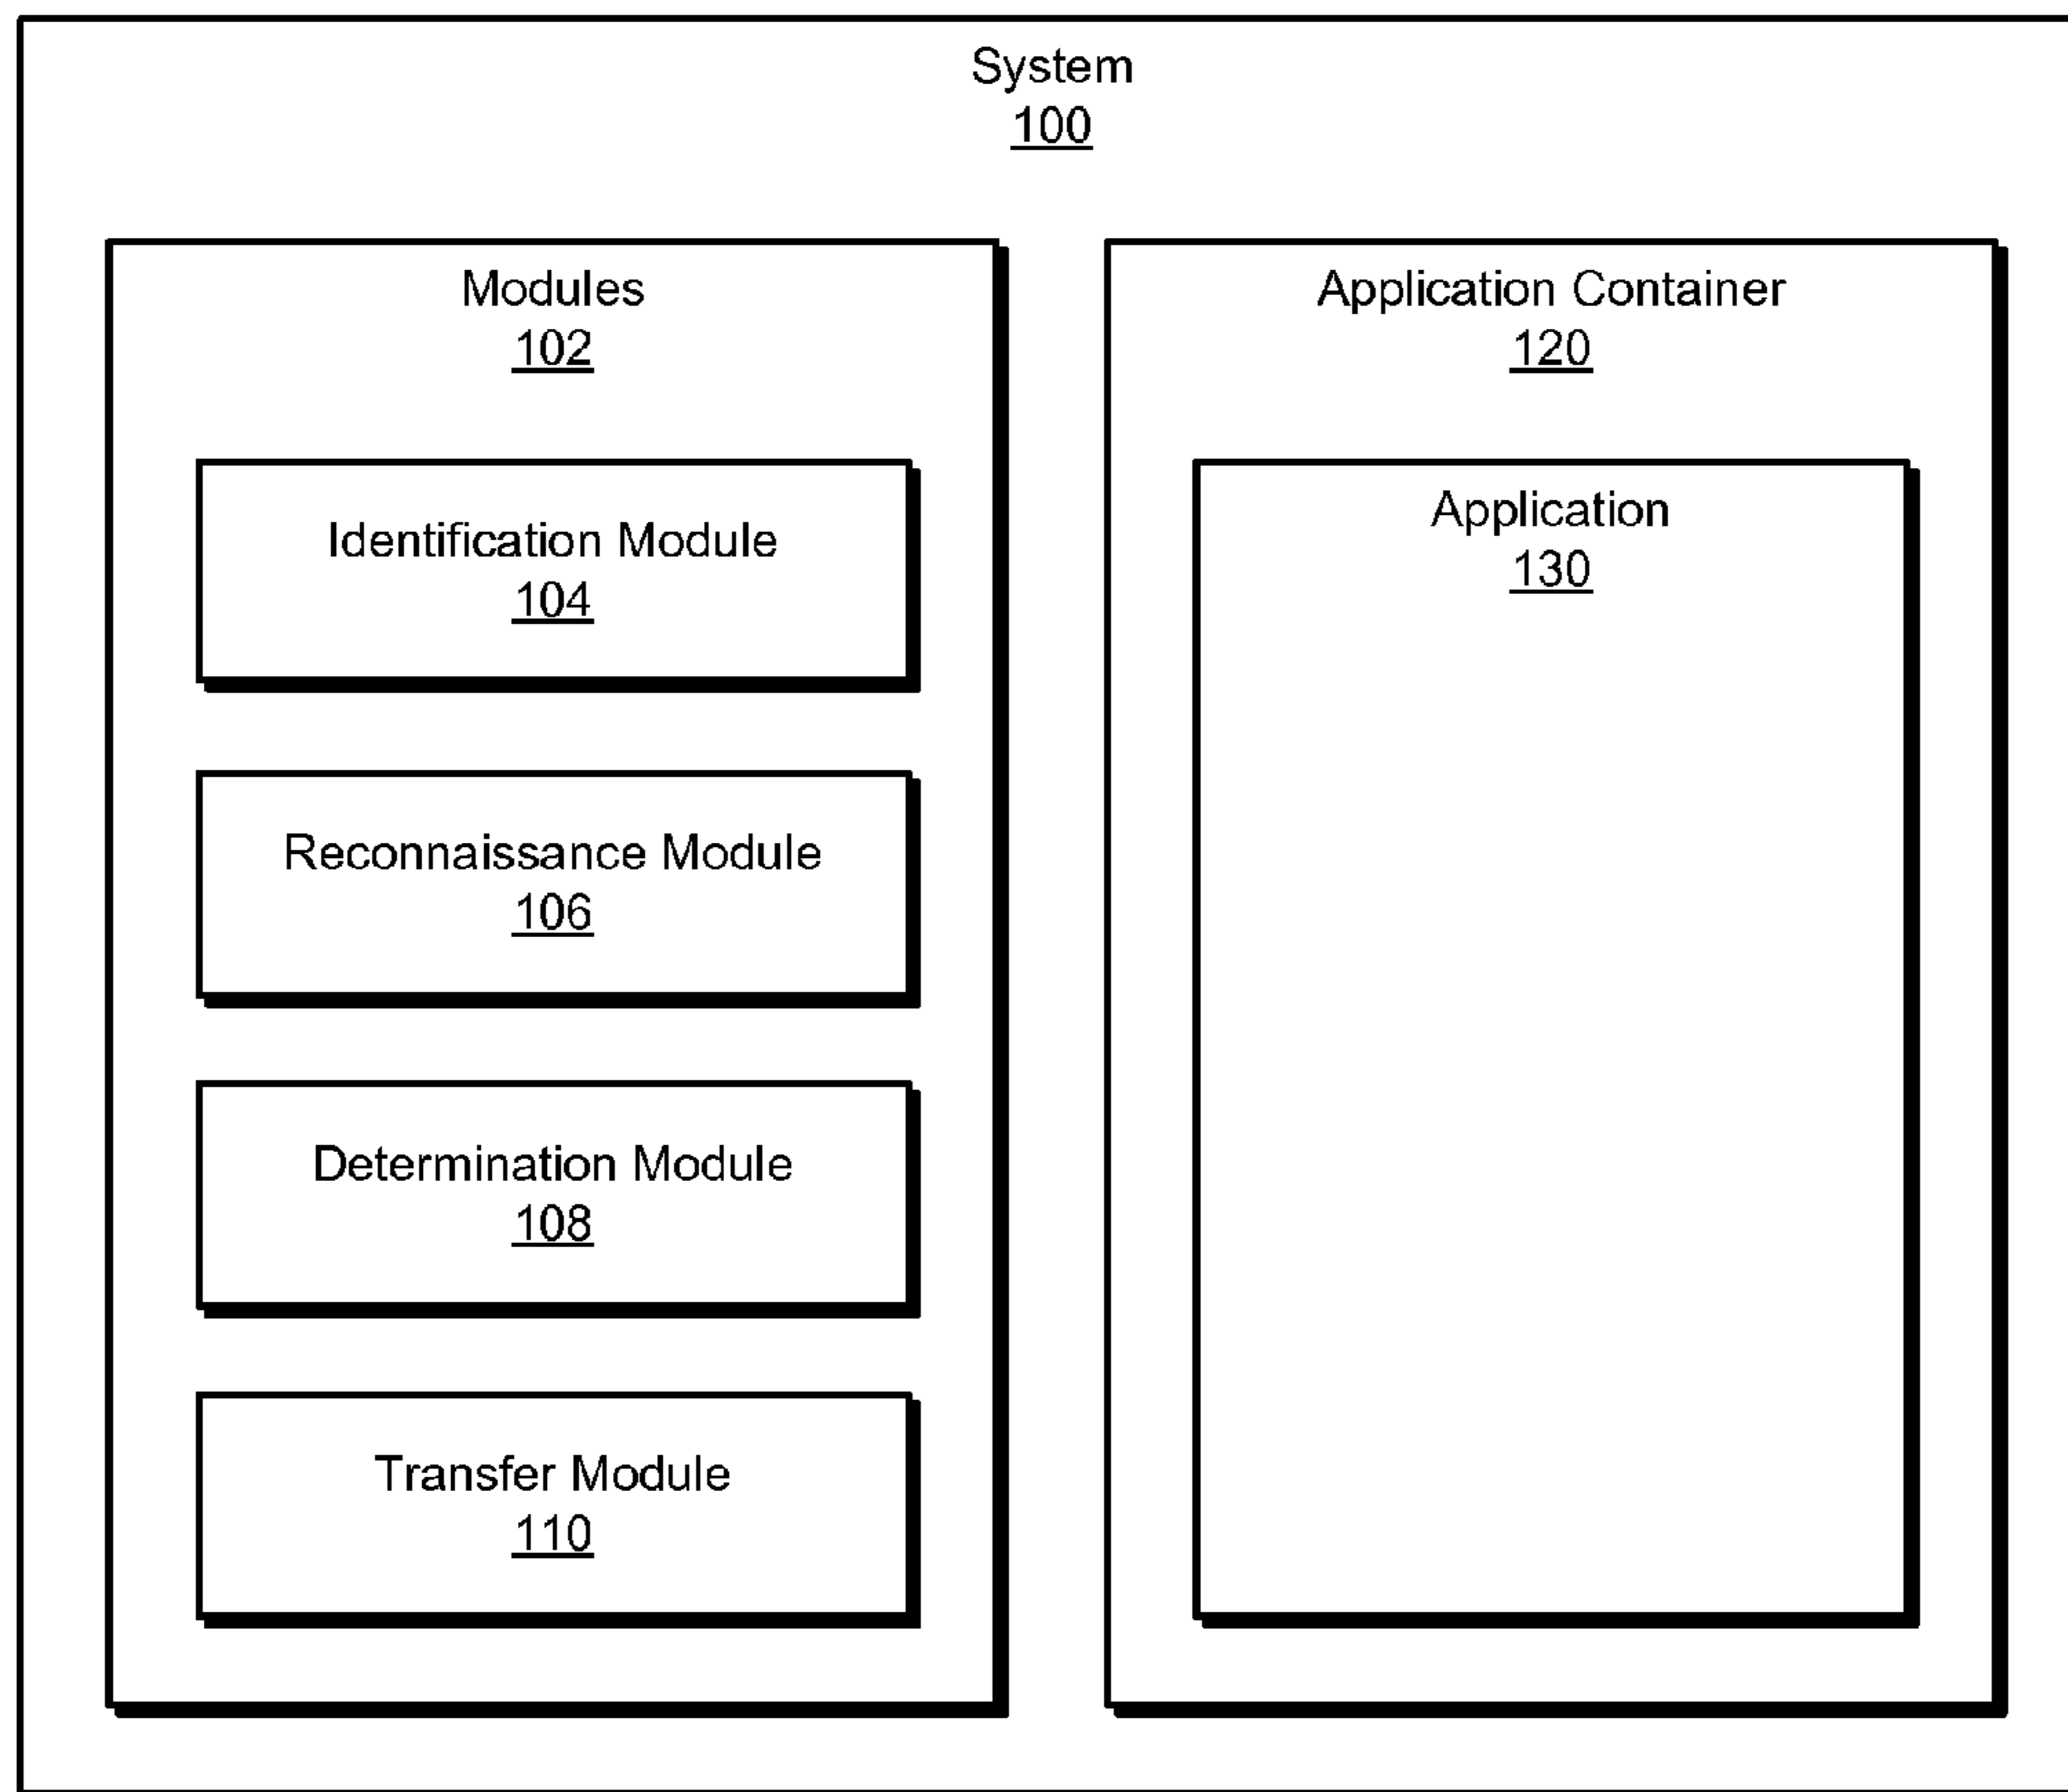 System
100
Modules
102
Identification Module
104
Reconnaissance Module
106
Determination Module
108
Transfer Module
110
Application Container
120
Application
130